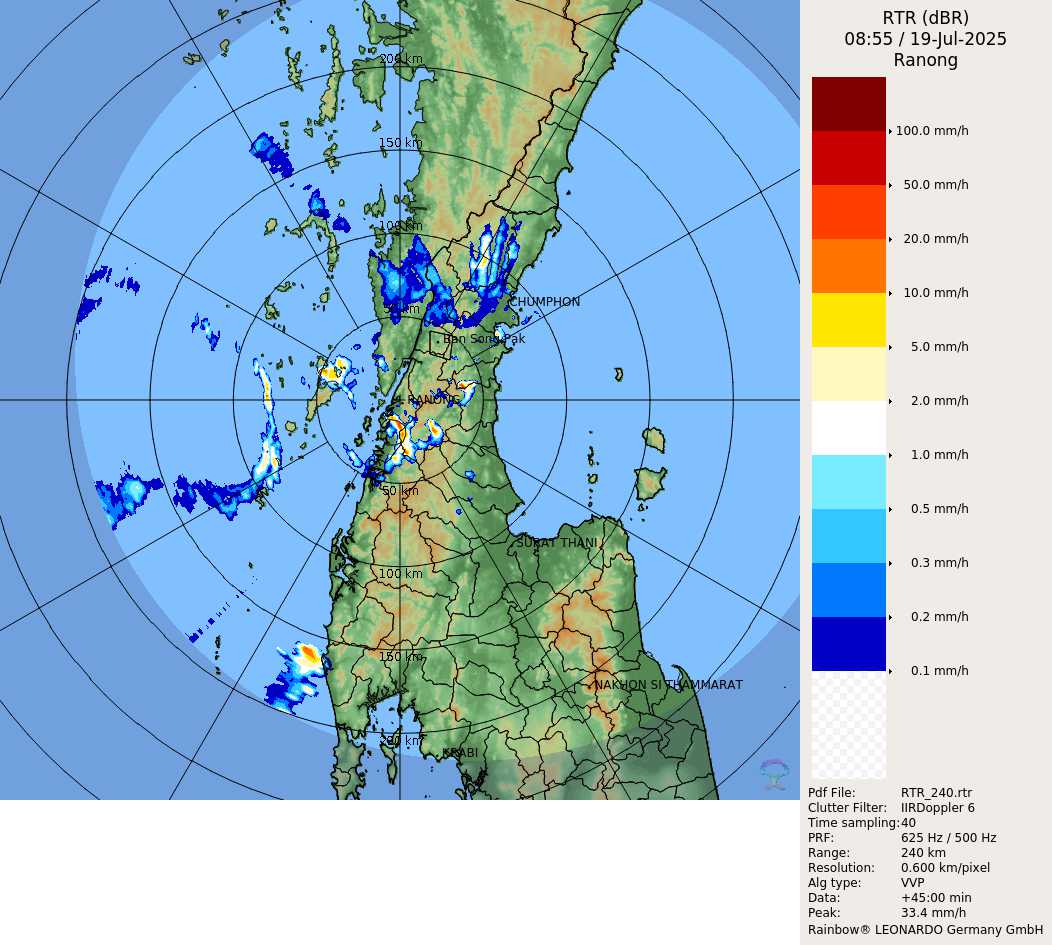 RTR (dBR)
08:55 / 19-Jul-2025
Ranong
100.0 mm/h
50.0 mm/h
20.0 mm/h
10.0 mm/h
5.0 mm/h
2.0 mm/h
1.0 mm/h
0.5 mm/h
0.3 mm/h
0.2 mm/h
0.1 mm/h
200 km
150 km
100 km
CHUMPHON
50 km
Ban Song Pak
RANONG
50 km
SURAT THANI
100 km
150 km
NAKHON SI THAMMARAT
200 km
KRABI
Pdf File: RTR_240.rtr
Clutter Filter: IIRDoppler 6
Time sampling: 40
PRF: 625 Hz / 500 Hz
Range: 240 km
Resolution: 0.600 km/pixel
Alg type: VVP
Data: +45:00 min
Peak: 33.4 mm/h
Rainbow® LEONARDO Germany GmbH